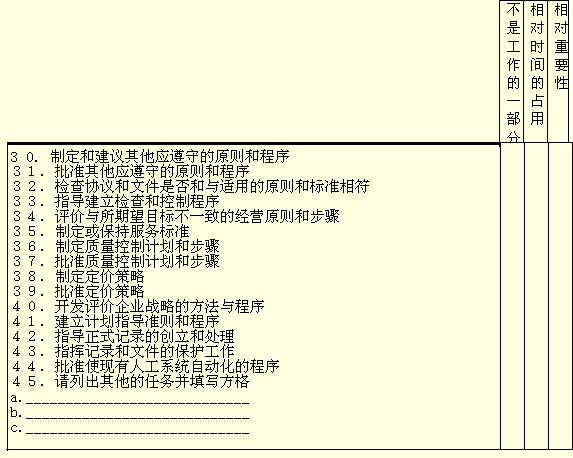 不是工作的一部分
相对时间的占用
相对重要性
30. 制定和建议其他应遵守的原则和程序
31. 批准其他应遵守的原则和程序
32. 检查协议和文件是否和与适用的原则和标准相符
33. 指导建立检查和控制程序
34. 评价与所期望目标不一致的经营原则和步骤
35. 制定或保持服务标准
36. 制定质量控制计划和步骤
37. 批准质量控制计划和步骤
38. 制定定价策略
39. 批准定价策略
40. 开发评价企业战略的方法与程序
41. 建立计划指导准则和程序
42. 指导正式记录的创立和处理
43. 指挥记录和文件的保护工作
44. 批准使现有人工系统自动化的程序
45. 请列出其他的任务并填写方格
a.____________________________
b.____________________________
c.____________________________